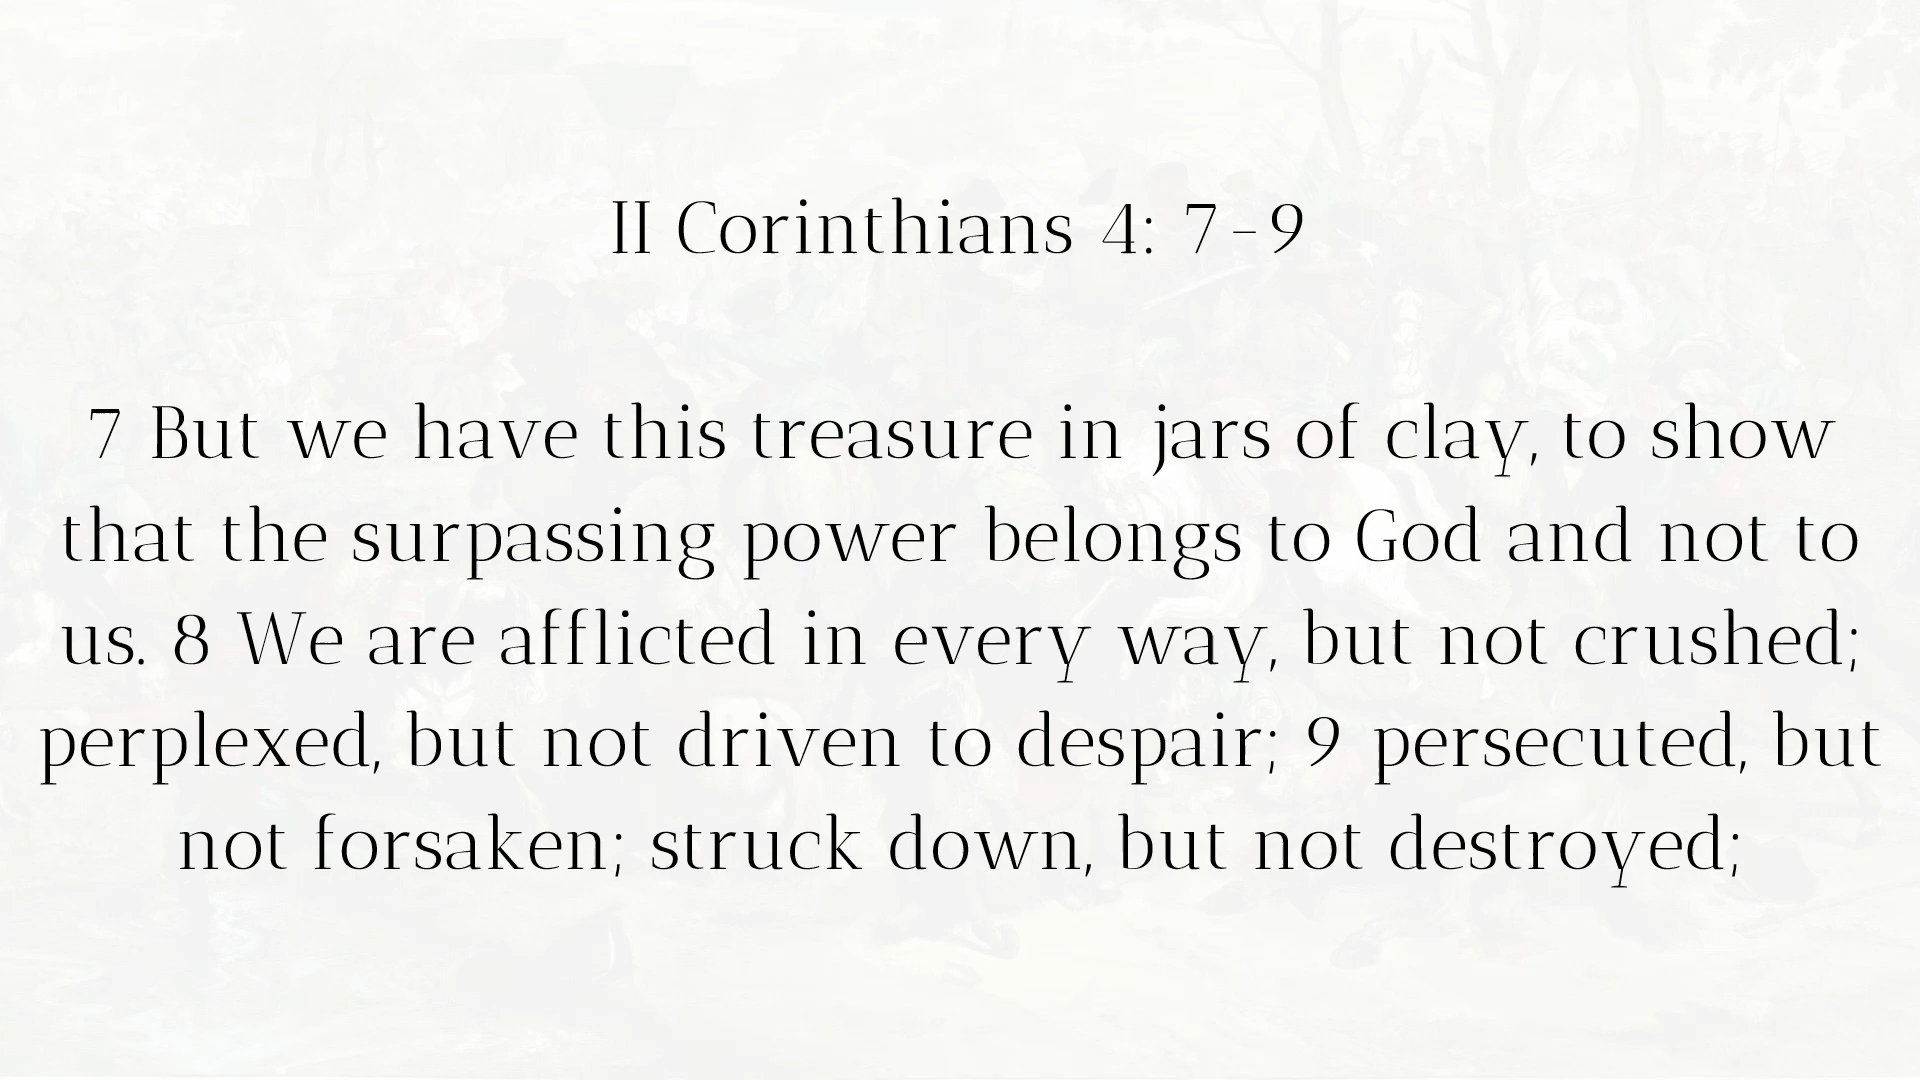 II Corinthians 4: 7-9
7 But we have this treasure in jars of clay, to show
that the surpassing power belongs to God and not to
us. 8 We are afflicted in every way, but not crushed;
perplexed, but not driven to despair; 9 persecuted, but
not forsaken; struck down, but not destroyed;